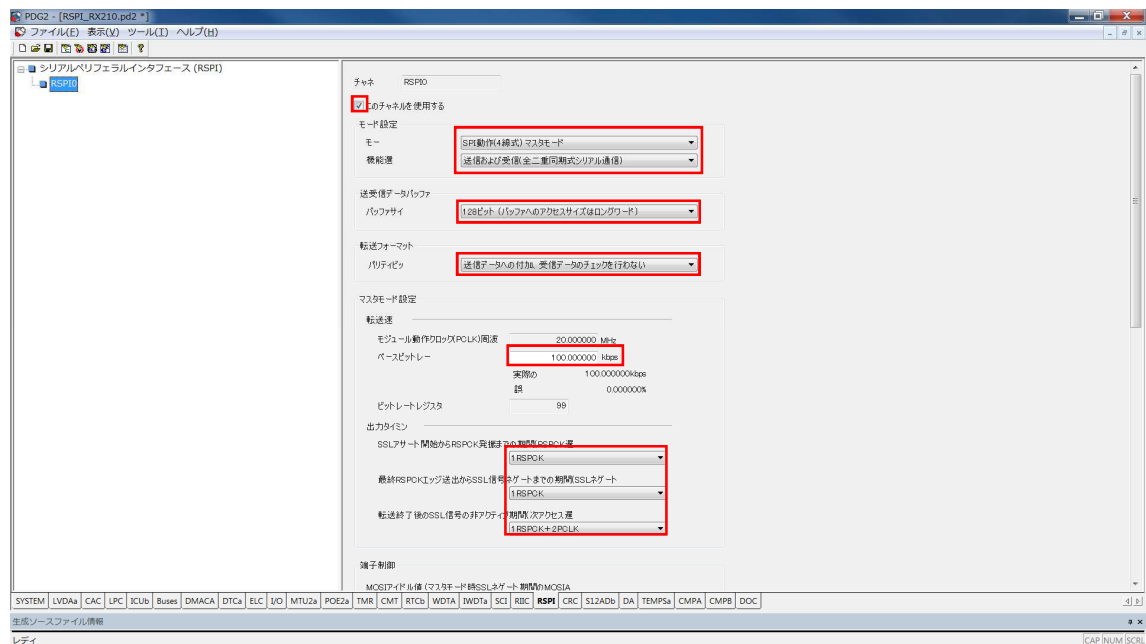 PDG2 - [RSPI_RX210.pd2 *]
ファイル(F) 表示(V) ツール(T) ヘルプ(H)
シリアルペリフェラルインタフェース (RSPI)
RSPI0
チャネ RSPI0
このチャネルを使用する
モード設定
モー SPI動作(4線式) マスタモード
機能選 送信および受信(全二重同期式シリアル通信)
送受信データバッファ
バッファサイ 128ビット (バッファへのアクセスサイズはロングワード)
転送フォーマット
パリティビッ 送信データへの付加、受信データのチェックを行わない
マスタモード設定
転送速
モジュール動作クロック(PCLK)周波 20.000000 MHz
ベースビットレー 100.000000 kbps
実際の 100.000000kbps
誤 0.000000%
ビットレートレジスタ 99
出力タイミン
SSLアサート開始からRSPCK発振までの期間(RSPCK遅
1RSPCK
最終RSPCKエッジ送出からSSL信号ネゲートまでの期間(SSLネゲート
1RSPCK
転送終了後のSSL信号の非アクティブ期間(次アクセス遅
1RSPCK+2PCLK
端子制御
MOSIアイドル値 (マスタモード時SSLネゲート期間のMOSIA
SYSTEM LVDAa CAC LPC ICUb Buses DMACA DTCa ELC I/O MTU2a POE2a TMR CMT RTCb WDTA IWDTa SCI RIIC RSPI CRC S12ADb DA TEMPSa CMPA CMPB DOC
生成ソースファイル情報
レディ CAP NUM SCRL